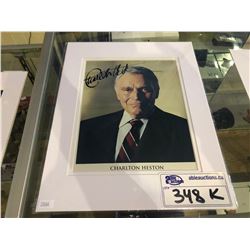 CHARLTON HESTON
ableauctions.ca
348 K